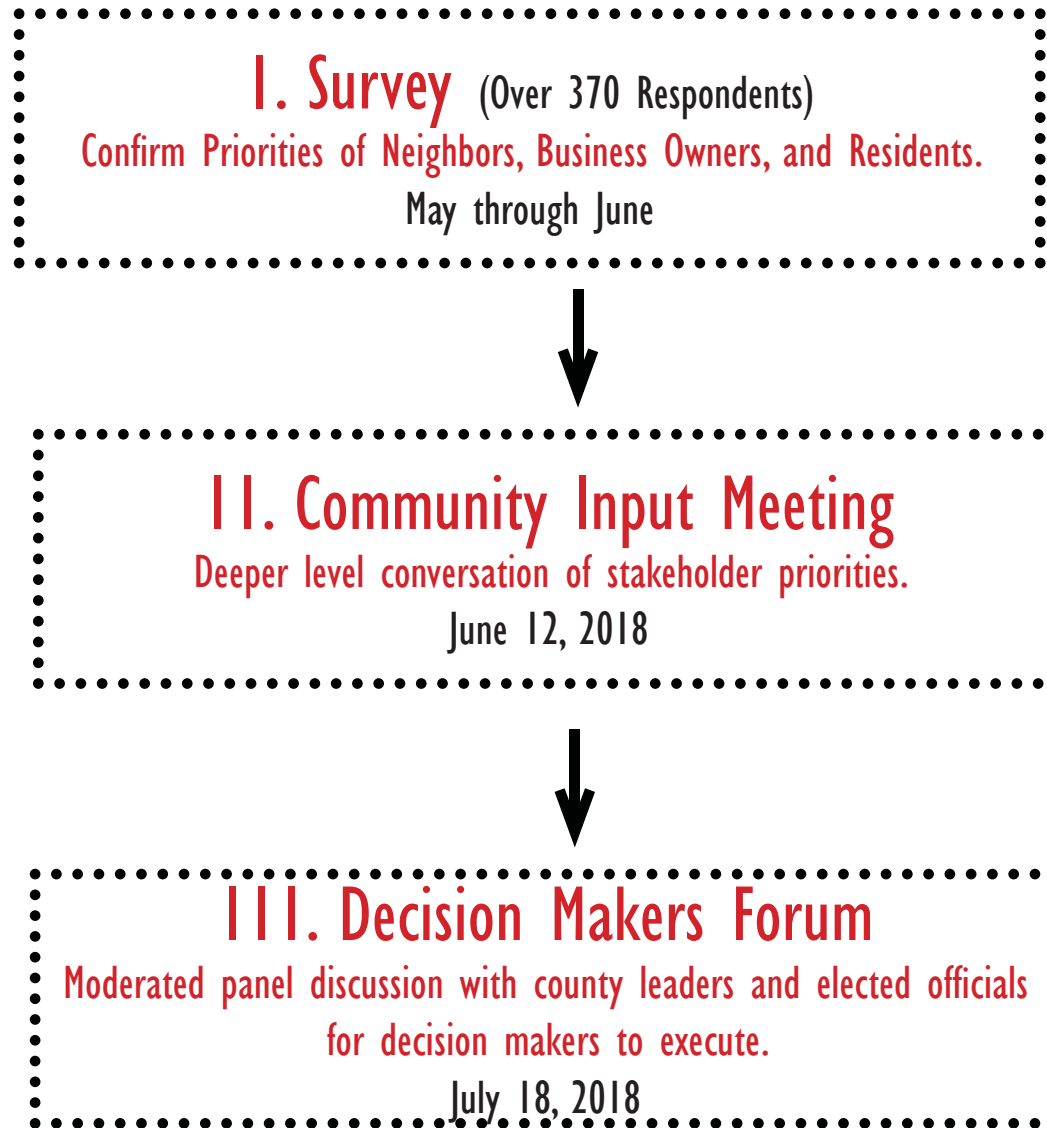 I. Survey (Over 370 Respondents)
Confirm Priorities of Neighbors, Business Owners, and Residents.
May through June
II. Community Input Meeting
Deeper level conversation of stakeholder priorities.
June 12, 2018
III. Decision Makers Forum
Moderated panel discussion with county leaders and elected officials
for decision makers to execute.
July 18, 2018